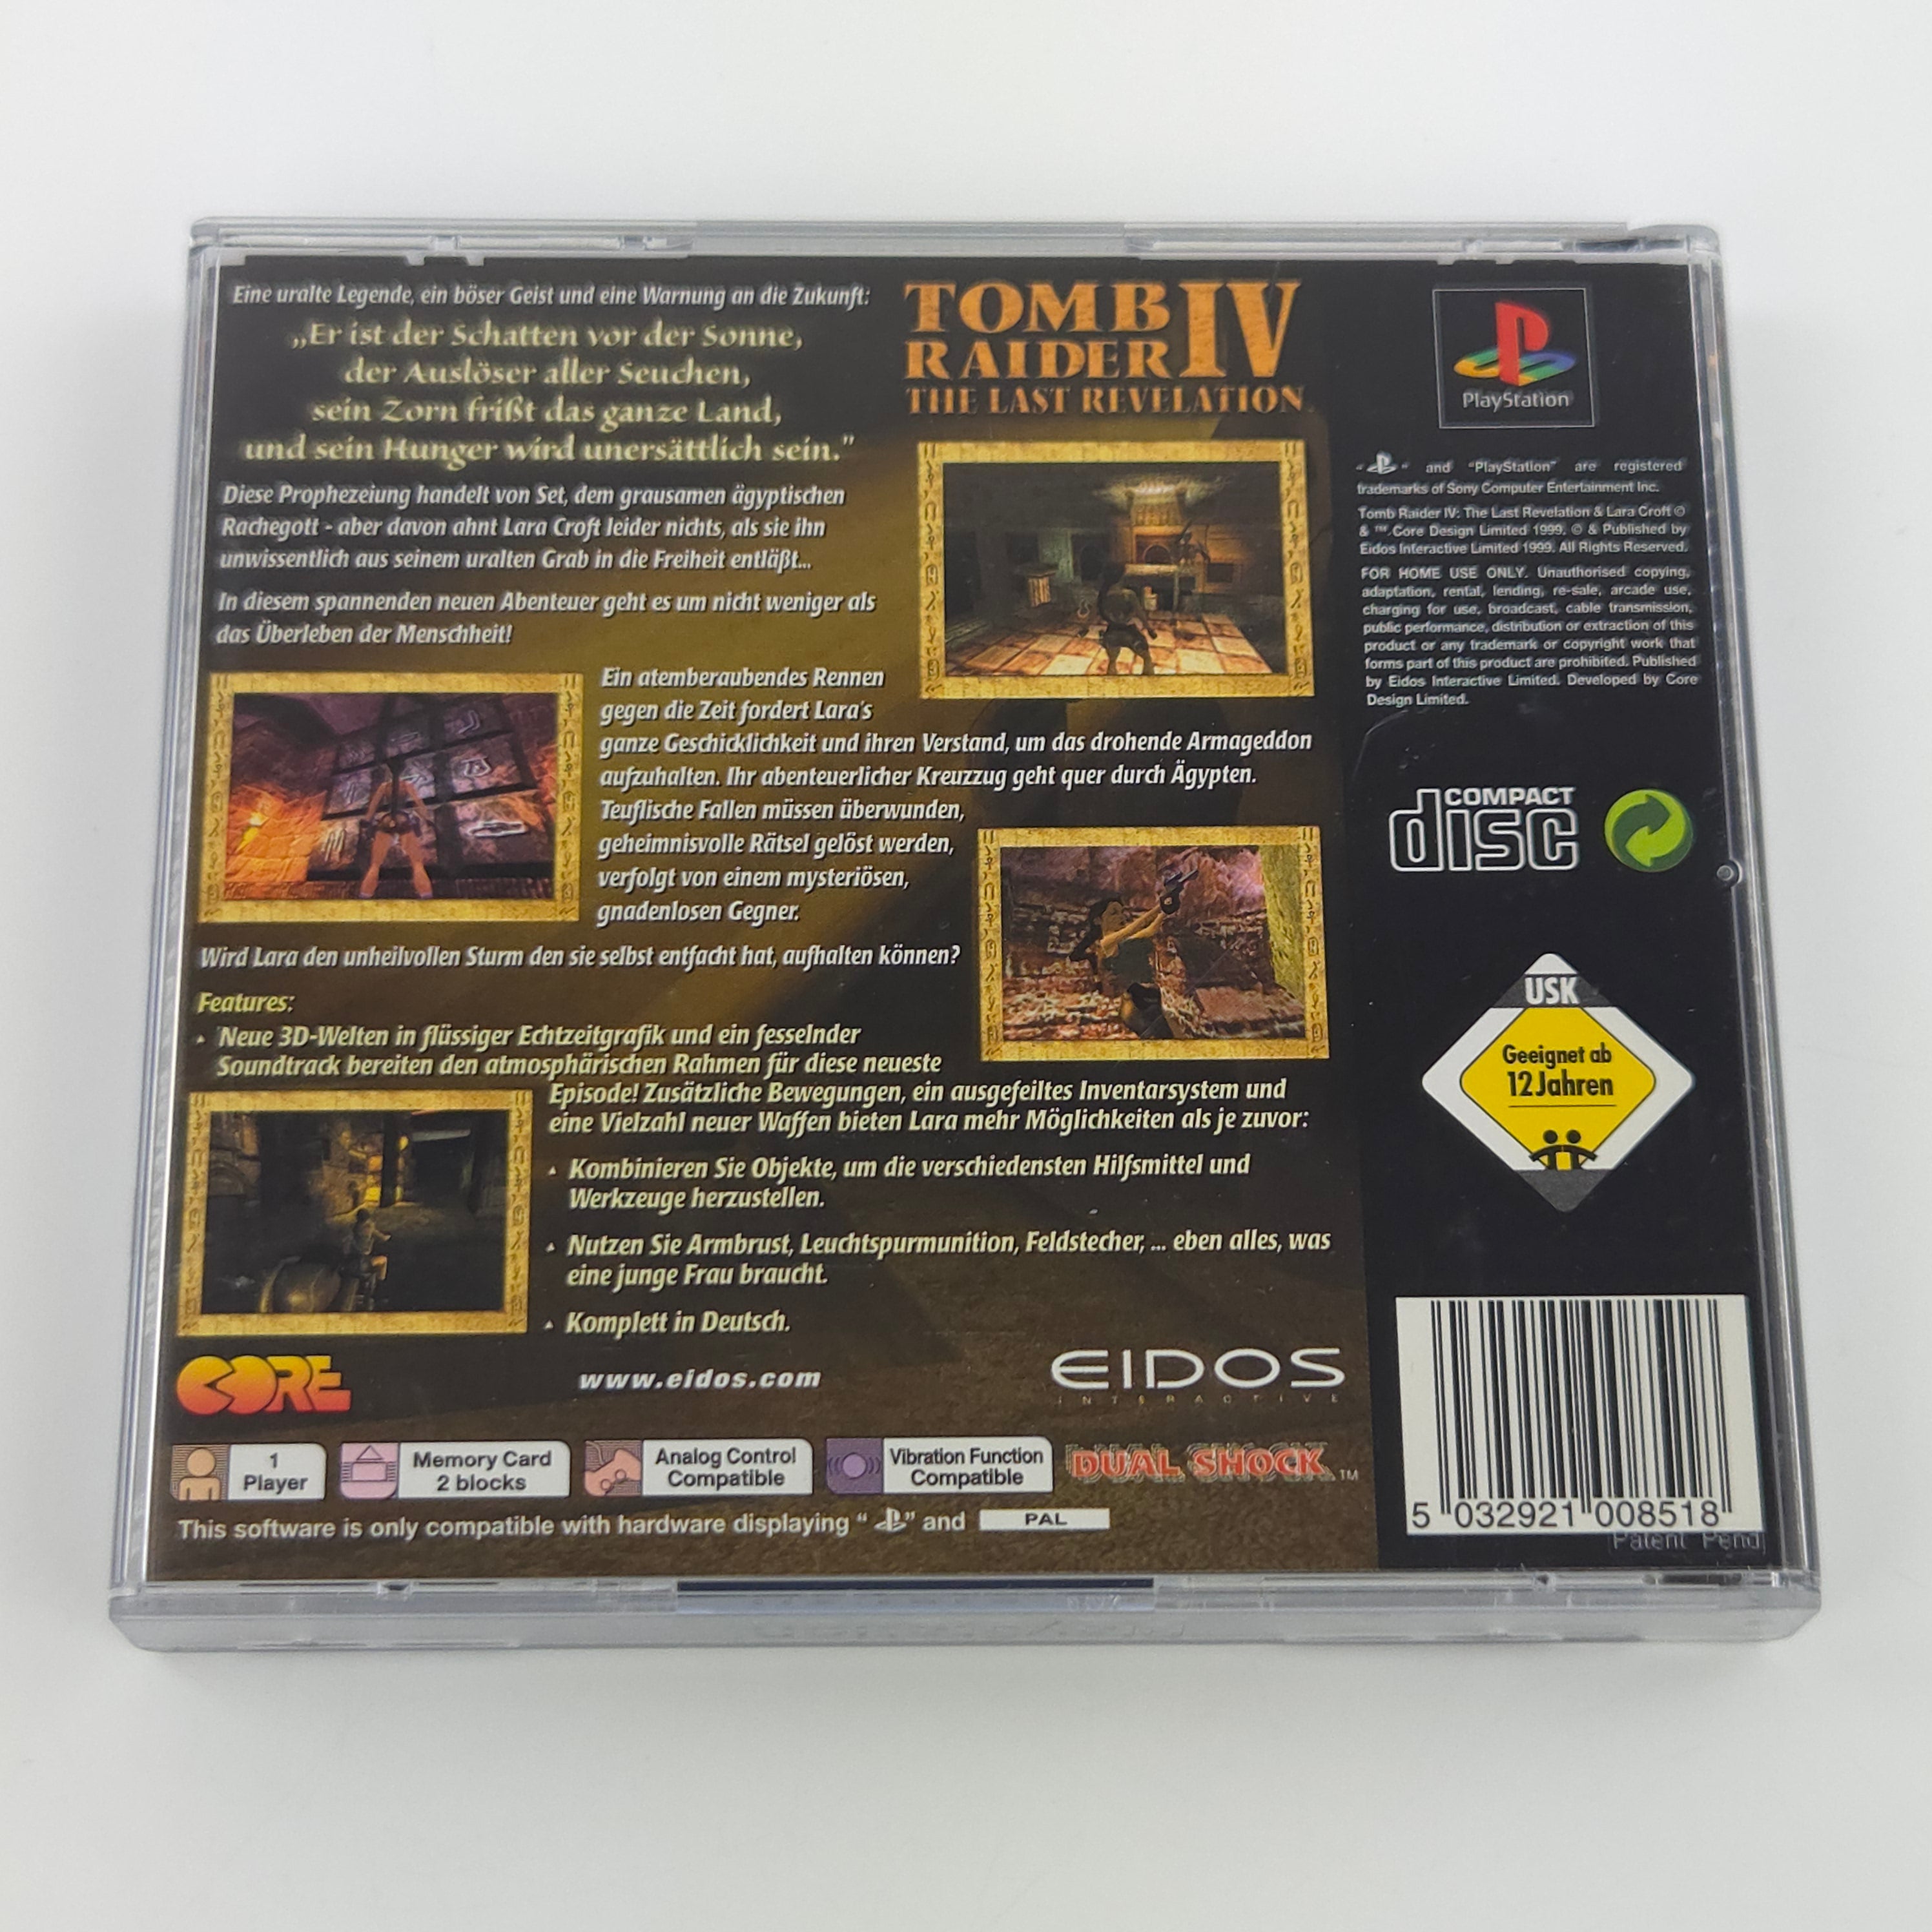 Eine uralte Legende, ein böser Geist und eine Warnung an die Zukunft:
„Er ist der Schatten vor der Sonne,
der Auslöser aller Seuchen,
sein Zorn frißt das ganze Land,
und sein Hunger wird unersättlich sein."
Diese Prophezeiung handelt von Set, dem grausamen ägyptischen
Rachegott - aber davon ahnt Lara Croft leider nichts, als sie ihn
unwissentlich aus seinem uralten Grab in die Freiheit entläßt...
In diesem spannenden neuen Abenteuer geht es um nicht weniger als
das Überleben der Menschheit!
TOMB
RAIDER IV
THE LAST REVELATION
Ein atemberaubendes Rennen
gegen die Zeit fordert Lara's
ganze Geschicklichkeit und ihren Verstand, um das drohende Armageddon
aufzuhalten. Ihr abenteuerlicher Kreuzzug geht quer durch Ägypten.
Teuflische Fallen müssen überwunden,
geheimnisvolle Rätsel gelöst werden,
verfolgt von einem mysteriösen,
gnadenlosen Gegner.
Wird Lara den unheilvollen Sturm den sie selbst entfacht hat, aufhalten können?
Features:
Neue 3D-Welten in flüssiger Echtzeitgrafik und ein fesselnder
Soundtrack bereiten den atmosphärischen Rahmen für diese neueste
Episode! Zusätzliche Bewegungen, ein ausgefeiltes Inventarsystem und
eine Vielzahl neuer Waffen bieten Lara mehr Möglichkeiten als je zuvor:
Kombinieren Sie Objekte, um die verschiedensten Hilfsmittel und
Werkzeuge herzustellen.
Nutzen Sie Armbrust, Leuchtspurmunition, Feldstecher, ... eben alles, was
eine junge Frau braucht.
Komplett in Deutsch.
CORE
www.eidos.com
EIDOS
INTERACTIVE
1
Player
Memory Card
2 blocks
Analog Control
Compatible
Vibration Function
Compatible
DUAL SHOCK™
This software is only compatible with hardware displaying " " and PAL
PlayStation
" " and "PlayStation" are registered
trademarks of Sony Computer Entertainment Inc.
Tomb Raider IV: The Last Revelation & Lara Croft ©
& ™ Core Design Limited 1999. © & Published by
Eidos Interactive Limited 1999. All Rights Reserved.
FOR HOME USE ONLY. Unauthorised copying,
adaptation, rental, lending, re-sale, arcade use,
charging for use, broadcast, cable transmission,
public performance, distribution or extraction of this
product or any trademark or copyright work that
forms part of this product are prohibited. Published
by Eidos Interactive Limited. Developed by Core
Design Limited.
COMPACT
disc
USK
Geeignet ab
12 Jahren
5 032921 008518
Patent Pend